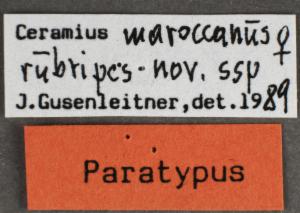 Ceramius maroccanus ♀
rubripes nov. ssp
J.Gusenleitner,det.1989
Paratypus